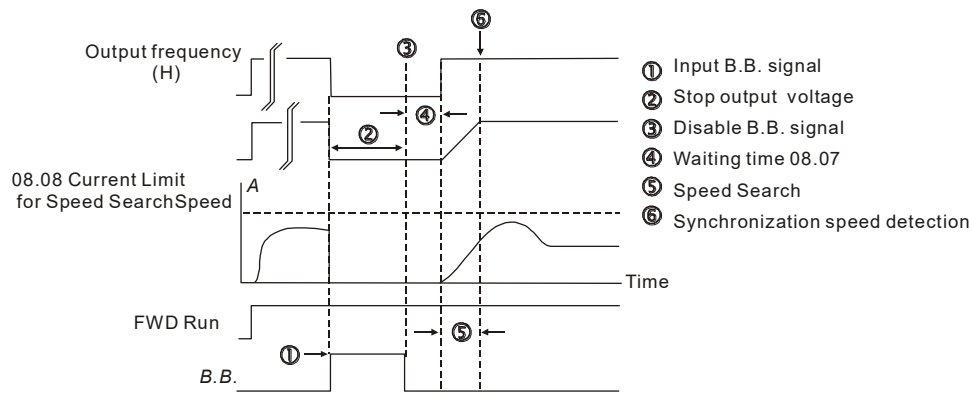 ⑥
Output frequency
(H)
③
① Input B.B. signal
② Stop output voltage
③ Disable B.B. signal
④ Waiting time 08.07
⑤ Speed Search
⑥ Synchronization speed detection
④
②
08.08 Current Limit
for Speed SearchSpeed
A
Time
FWD Run
⑤
①
B.B.